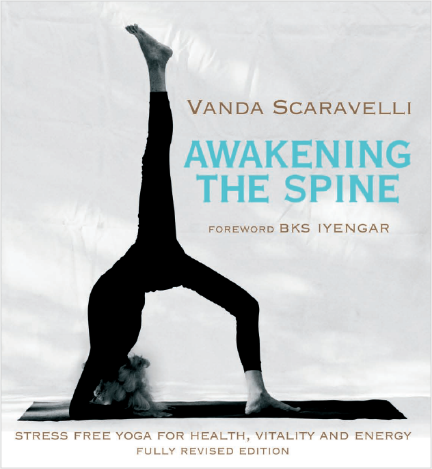 VANDA SCARAVELLI
AWAKENING
THE SPINE
FOREWORD BKS IYENGAR
STRESS FREE YOGA FOR HEALTH, VITALITY AND ENERGY
FULLY REVISED EDITION